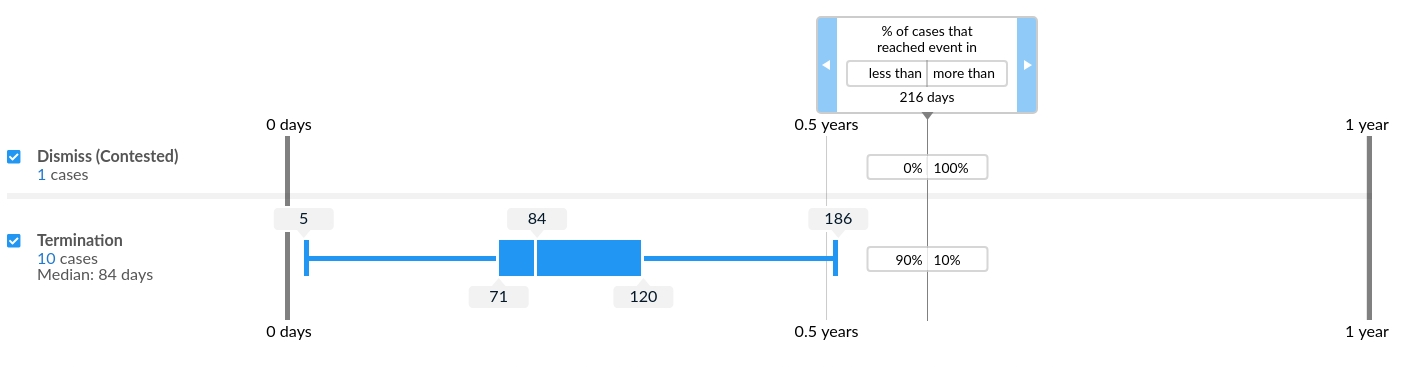 % of cases that
reached event in
less than more than
216 days
0 days 0.5 years 1 year
Dismiss (Contested)
1 cases
0% 100%
5 84 186
Termination
10 cases
Median: 84 days
90% 10%
71 120
0 days 0.5 years 1 year